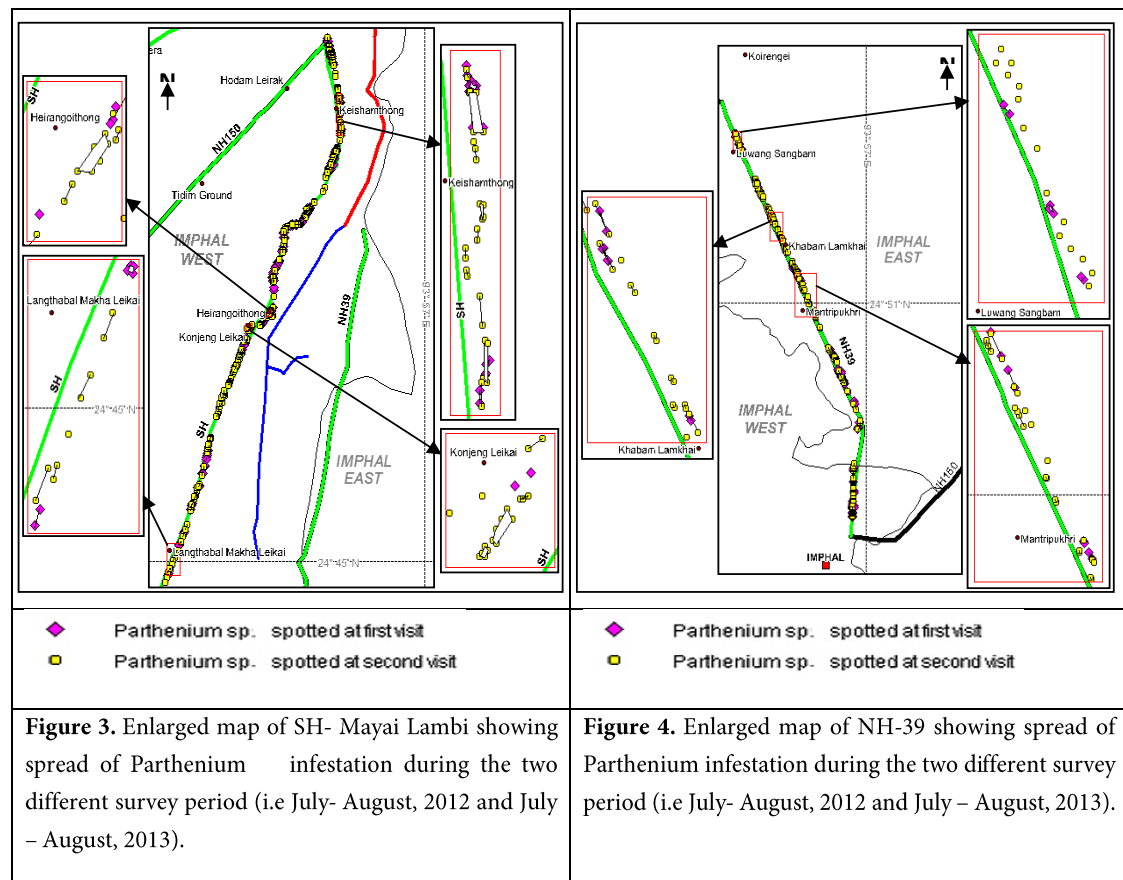 era
N
Hodam Leirak
Keishamthong
NH150
Tidim Ground
IMPHAL
WEST
Heirangoithong
Konjeng Leikai
NH39
93°57'E
SH
IMPHAL
EAST
Langthabal Makha Leikai
24°45'N
SH
Heirangoithong
Langthabal Makha Leikai
SH
24°45'N
Keishamthong
SH
Konjeng Leikai
SH
Parthenium sp. spotted at first visit
Parthenium sp. spotted at second visit
Figure 3. Enlarged map of SH- Mayai Lambi showing
spread of Parthenium infestation during the two
different survey period (i.e July- August, 2012 and July
– August, 2013).
Koirengei
N
Luwang Sangbam
93°57'E
Khabam Lamkhai
IMPHAL
EAST
24°51'N
Mantripukhri
NH39
IMPHAL
WEST
NH150
IMPHAL
Khabam Lamkhai
Luwang Sangbam
Mantripukhri
Parthenium sp. spotted at first visit
Parthenium sp. spotted at second visit
Figure 4. Enlarged map of NH-39 showing spread of
Parthenium infestation during the two different survey
period (i.e July- August, 2012 and July – August, 2013).